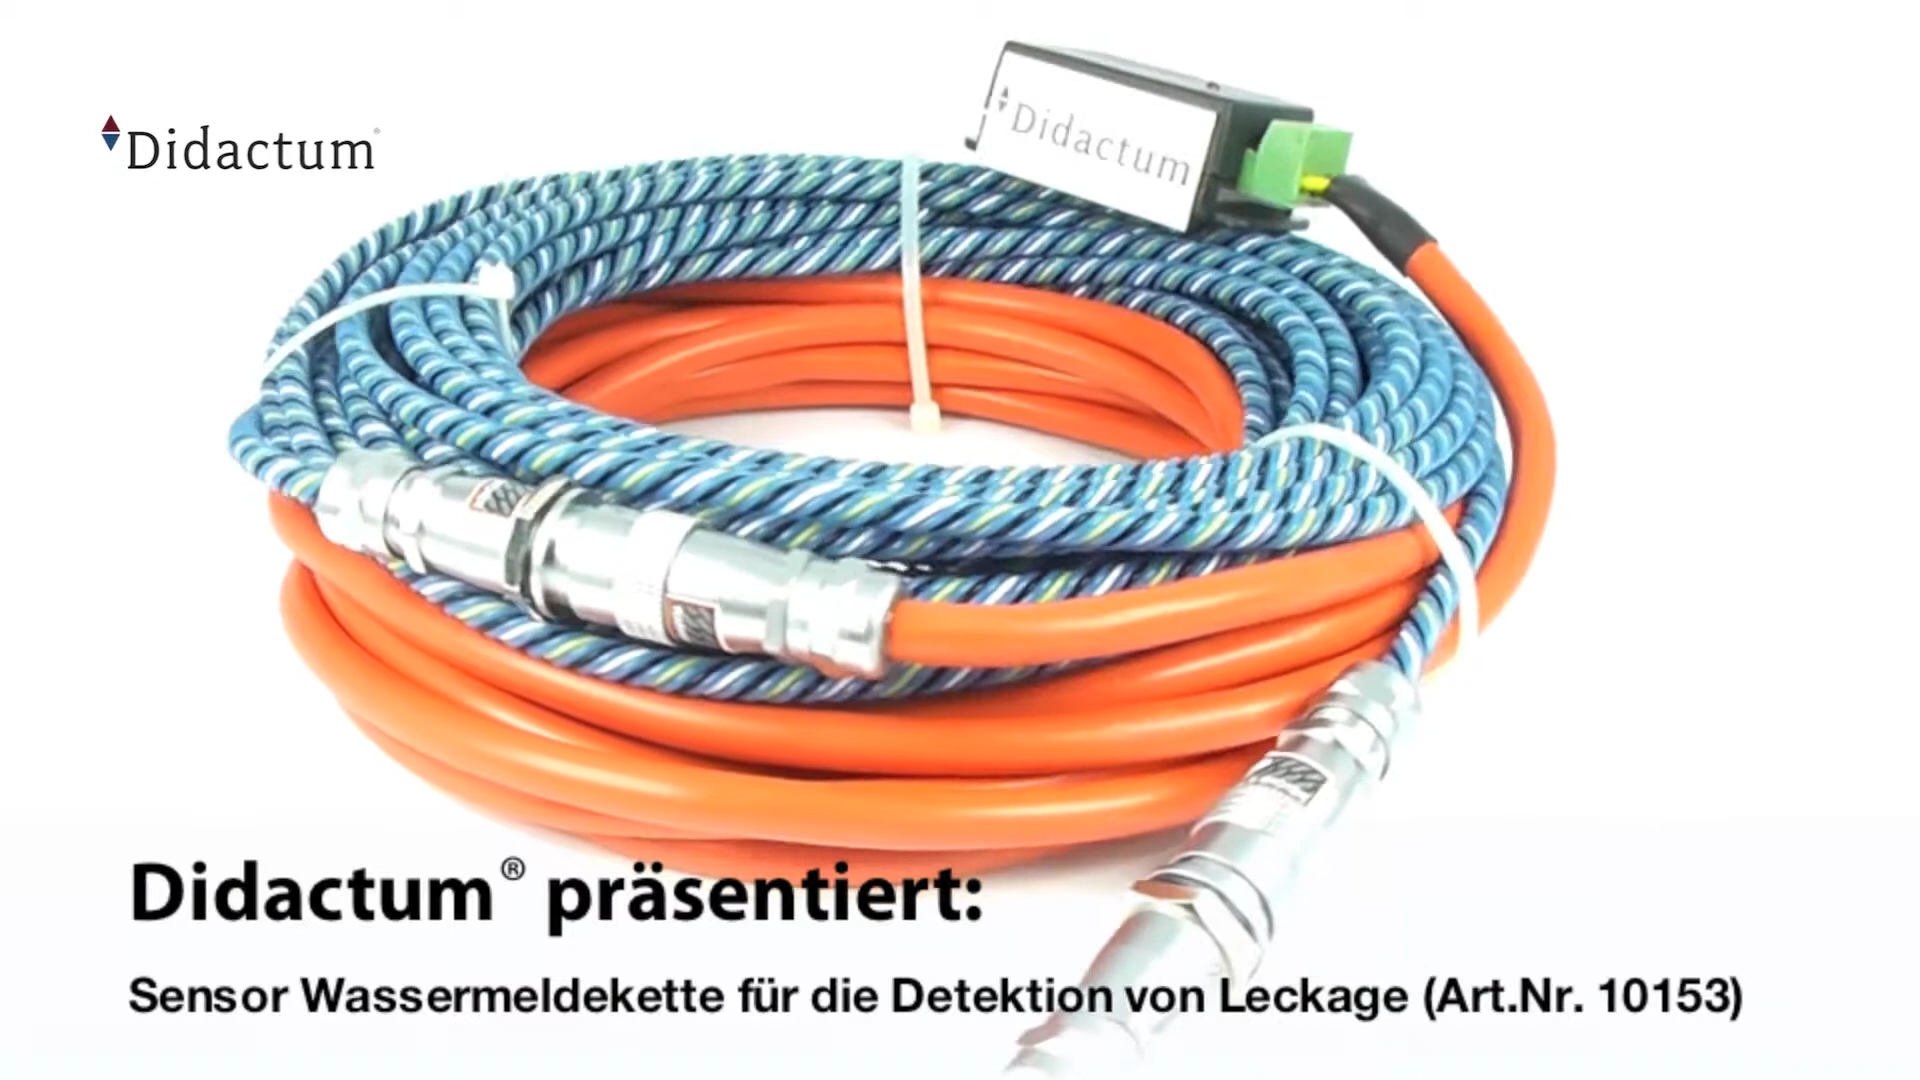 Didactum®
Didactum
Didactum® präsentiert:
Sensor Wassermeldekette für die Detektion von Leckage (Art.Nr. 10153)